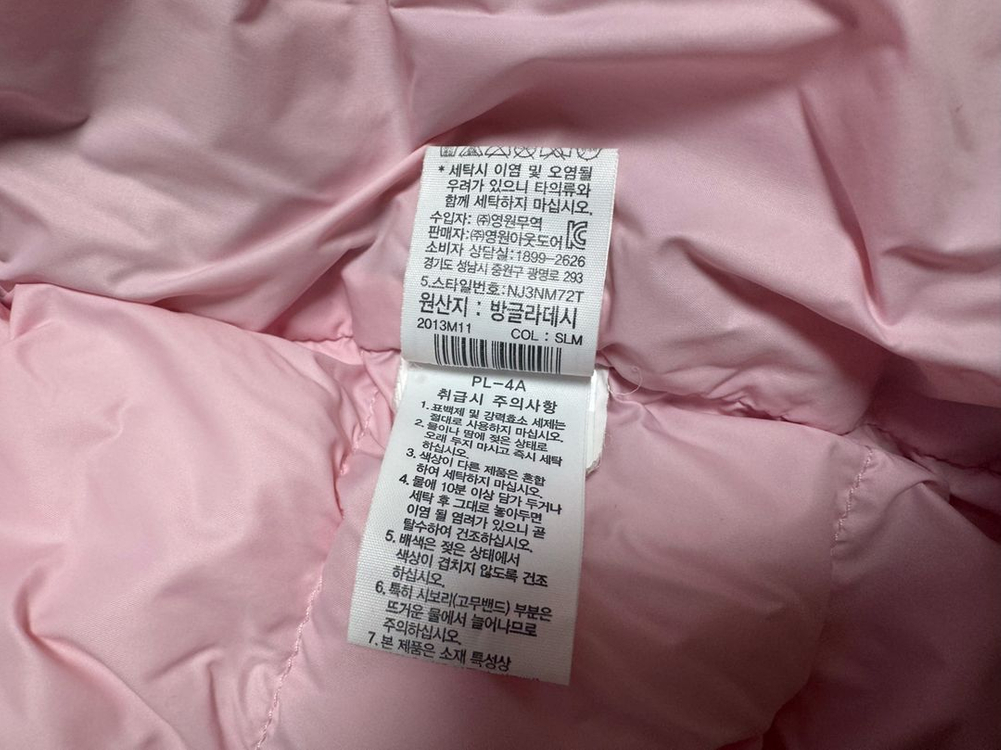 * 세탁시 이염 및 오염될
우려가 있으니 타의류와
함께 세탁하지 마십시오.
수입자: ㈜영원무역
판매자:㈜영원아웃도어
소비자 상담실:1899-2626
경기도 성남시 중원구 광명로 293
5.스타일번호:NJ3NM72T
원산지 : 방글라데시
2013M11 COL : SLM
PL-4A
취급시 주의사항
1. 표백제 및 강력효소 세제는
절대로 사용하지 마십시오.
2. 물이나 땀에 젖은 상태로
오래 두지 마시고 즉시 세탁
하십시오.
3. 색상이 다른 제품은 혼합
하여 세탁하지 마십시오.
4. 물에 10분 이상 담가 두거나
세탁 후 그대로 놓아두면
이염 될 염려가 있으니 곧
탈수하여 건조하십시오.
5. 배색은 젖은 상태에서
색상이 겹치지 않도록 건조
하십시오.
6. 특히 시보리(고무밴드) 부분은
뜨거운 물에서 늘어나므로
주의하십시오.
7. 본 제품은 소재 특성상